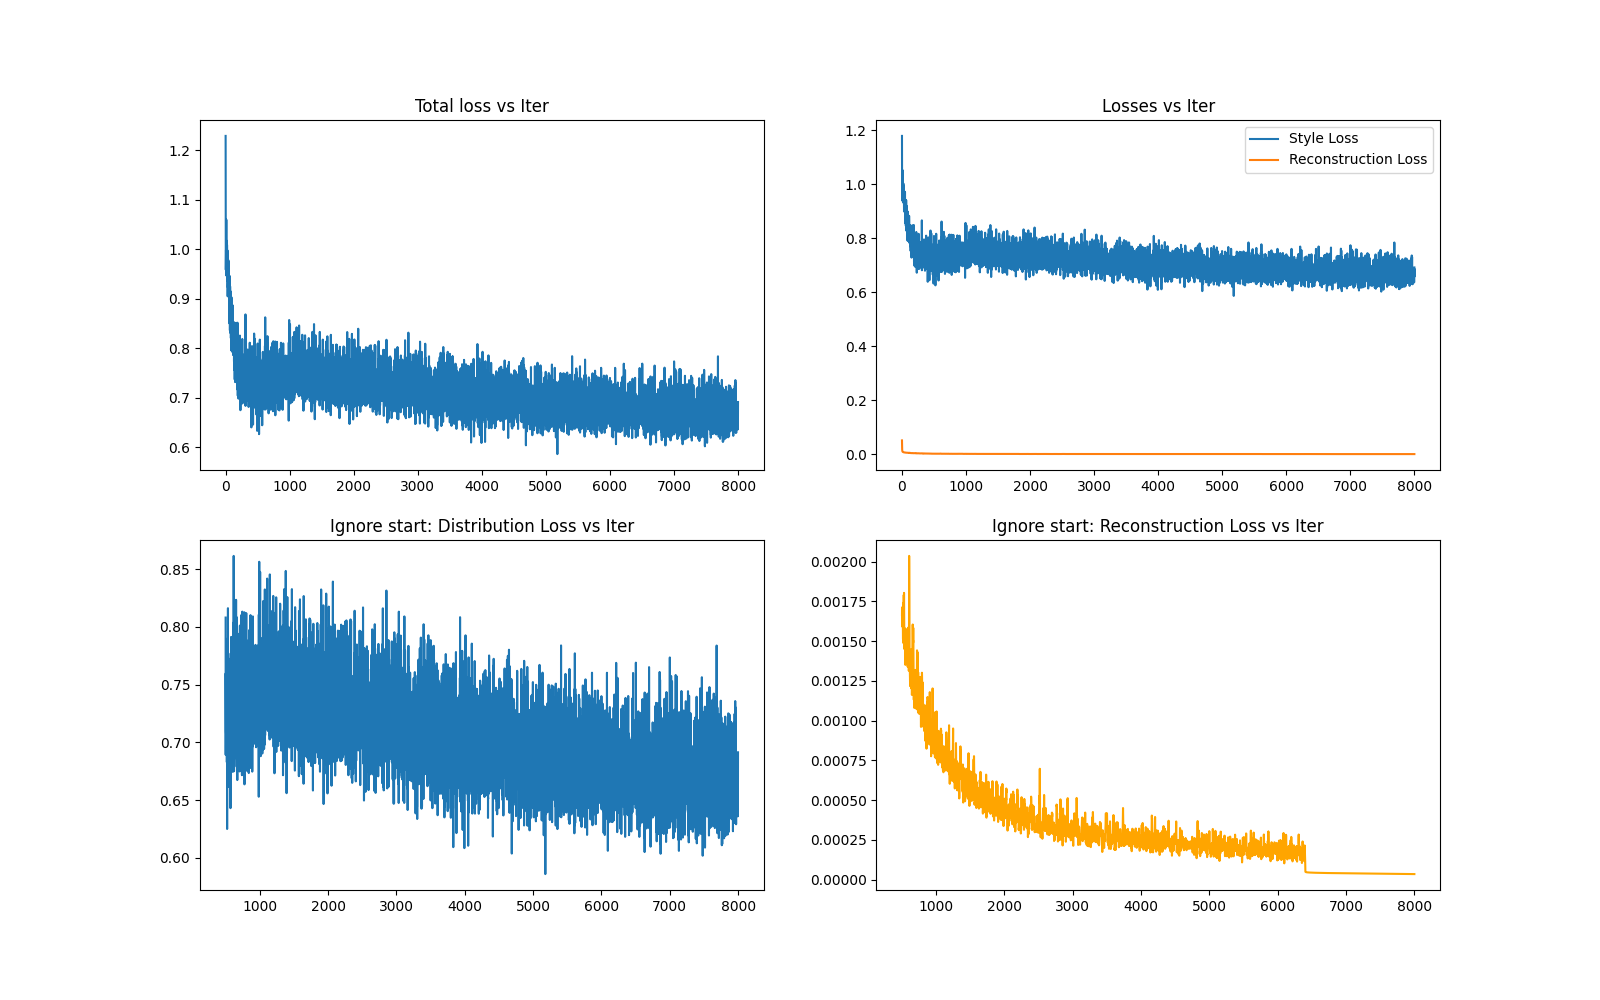 Total loss vs Iter
1.2
1.1
1.0
0.9
0.8
0.7
0.6
0 1000 2000 3000 4000 5000 6000 7000 8000
Losses vs Iter
Style Loss
Reconstruction Loss
1.2
1.0
0.8
0.6
0.4
0.2
0.0
0 1000 2000 3000 4000 5000 6000 7000 8000
Ignore start: Distribution Loss vs Iter
0.85
0.80
0.75
0.70
0.65
0.60
1000 2000 3000 4000 5000 6000 7000 8000
Ignore start: Reconstruction Loss vs Iter
0.00200
0.00175
0.00150
0.00125
0.00100
0.00075
0.00050
0.00025
0.00000
1000 2000 3000 4000 5000 6000 7000 8000